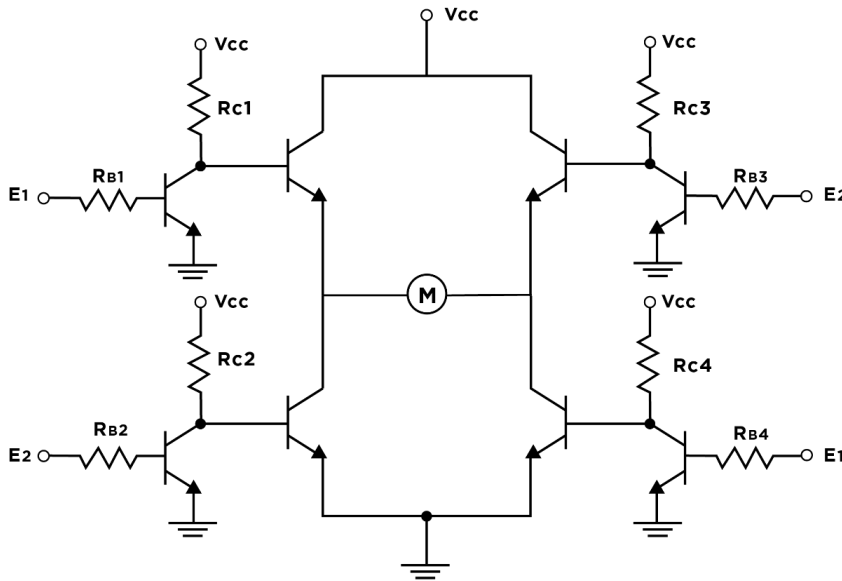 Vcc
Vcc
Vcc
Rc1
Rc3
RB1
RB3
E1
E2
M
Vcc
Vcc
Rc2
Rc4
RB2
RB4
E2
E1